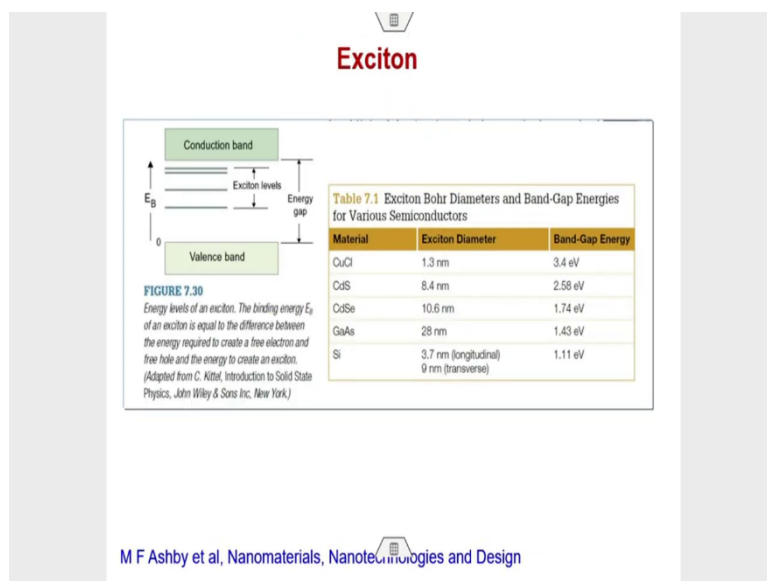 Exciton
Conduction band
Exciton levels
E_B
Energy
gap
0
Valence band
FIGURE 7.30
Energy levels of an exciton. The binding energy E_B
of an exciton is equal to the difference between
the energy required to create a free electron and
free hole and the energy to create an exciton.
(Adapted from C. Kittel, Introduction to Solid State
Physics, John Wiley & Sons Inc, New York.)
Table 7.1 Exciton Bohr Diameters and Band-Gap Energies
for Various Semiconductors
Material Exciton Diameter Band-Gap Energy
CuCl 1.3 nm 3.4 eV
CdS 8.4 nm 2.58 eV
CdSe 10.6 nm 1.74 eV
GaAs 28 nm 1.43 eV
Si 3.7 nm (longitudinal) 1.11 eV
9 nm (transverse)
M F Ashby et al, Nanomaterials, Nanotechnologies and Design